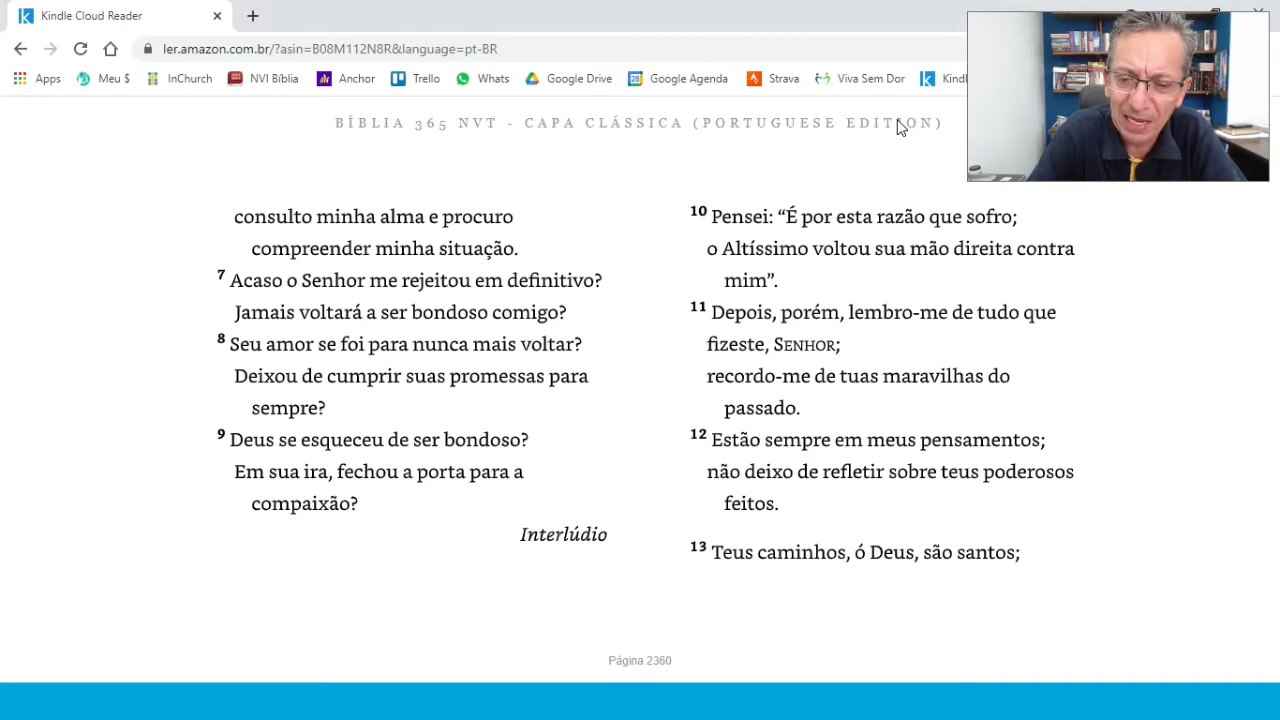 Kindle Cloud Reader
ler.amazon.com.br/?asin=B08M112N8R&language=pt-BR
Apps Meu $ InChurch NVI Bíblia Anchor Trello Whats Google Drive Google Agenda Strava Viva Sem Dor Kindl
BÍBLIA 365 NVT - CAPA CLÁSSICA (PORTUGUESE EDITION)
consulto minha alma e procuro
compreender minha situação.
7 Acaso o Senhor me rejeitou em definitivo?
Jamais voltará a ser bondoso comigo?
8 Seu amor se foi para nunca mais voltar?
Deixou de cumprir suas promessas para
sempre?
9 Deus se esqueceu de ser bondoso?
Em sua ira, fechou a porta para a
compaixão?
Interlúdio
10 Pensei: “É por esta razão que sofro;
o Altíssimo voltou sua mão direita contra
mim”.
11 Depois, porém, lembro-me de tudo que
fizeste, SENHOR;
recordo-me de tuas maravilhas do
passado.
12 Estão sempre em meus pensamentos;
não deixo de refletir sobre teus poderosos
feitos.
13 Teus caminhos, ó Deus, são santos;
Página 2360